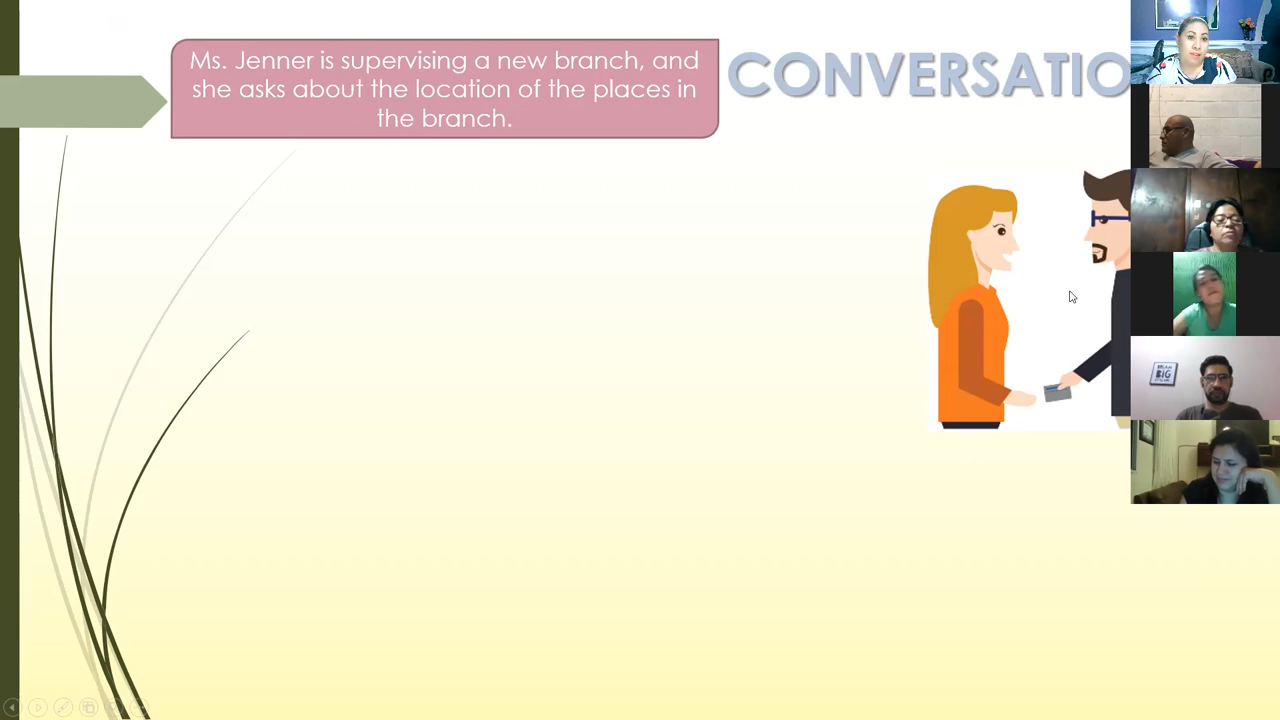 Ms. Jenner is supervising a new branch, and
she asks about the location of the places in
the branch.
CONVERSATIO
BIG